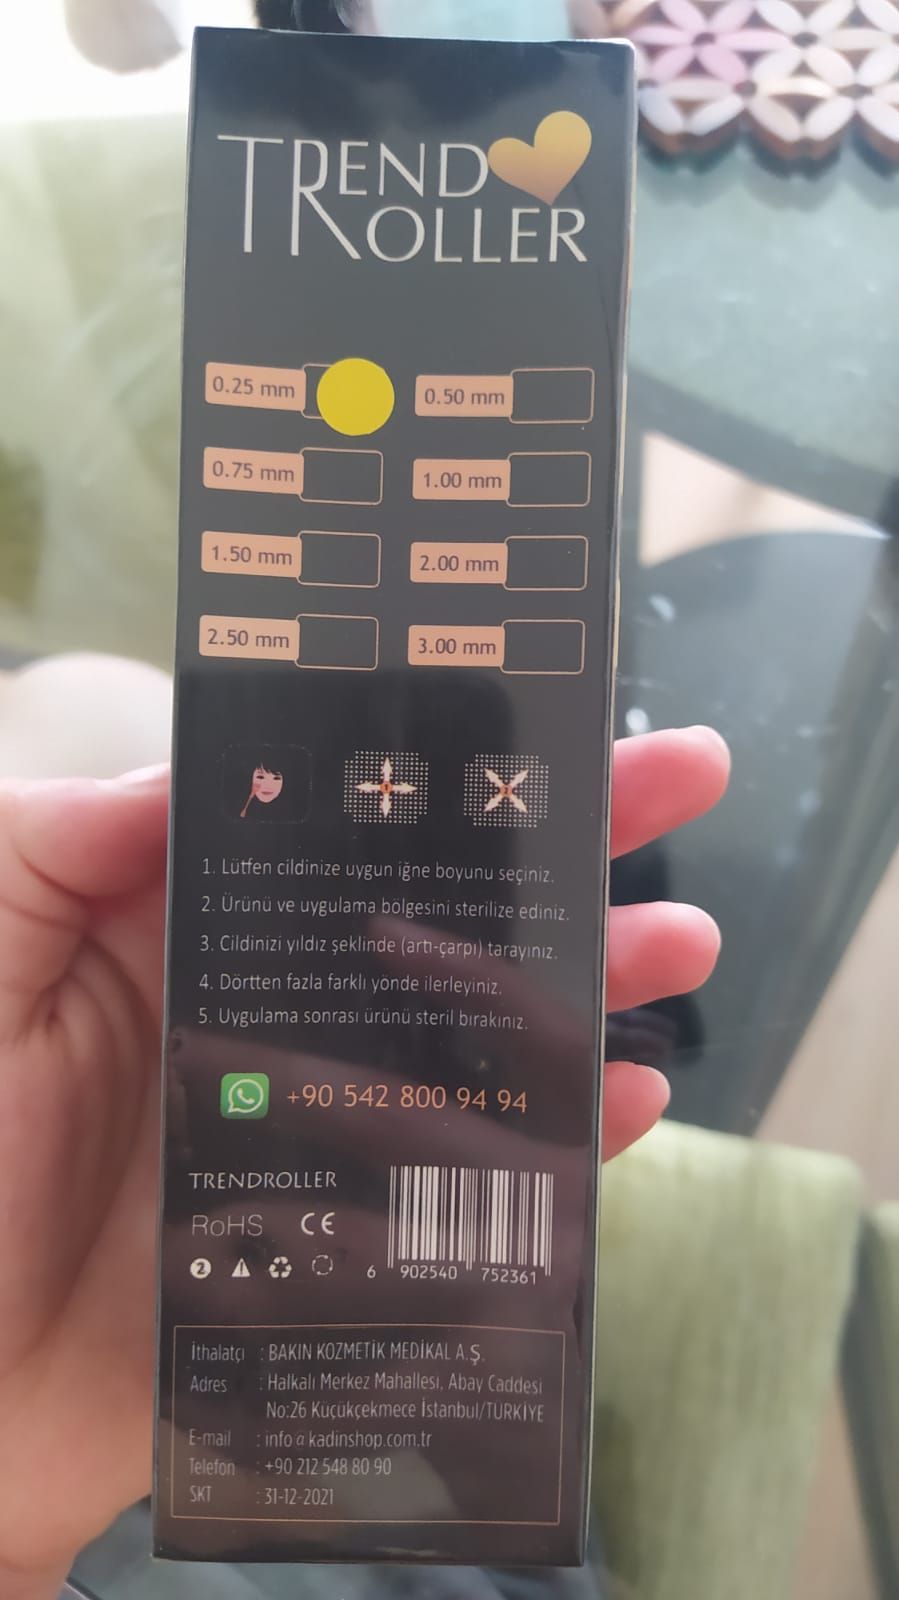 TREND
ROLLER
0.25 mm 0.50 mm
0.75 mm 1.00 mm
1.50 mm 2.00 mm
2.50 mm 3.00 mm
1. Lütfen cildinize uygun iğne boyunu seçiniz.
2. Ürünü ve uygulama bölgesini sterilize ediniz.
3. Cildinizi yıldız şeklinde (artı-çarpı) tarayınız.
4. Dörtten fazla farklı yönde ilerleyiniz.
5. Uygulama sonrası ürünü steril bırakınız.
+90 542 800 94 94
TRENDROLLER
RoHS CE
2
6 902540 752361
İthalatçı : BAKIN KOZMETİK MEDİKAL A.Ş.
Adres : Halkalı Merkez Mahallesi, Abay Caddesi
No:26 Küçükçekmece İstanbul/TÜRKİYE
E-mail : info@kadinshop.com.tr
Telefon : +90 212 548 80 90
SKT : 31-12-2021